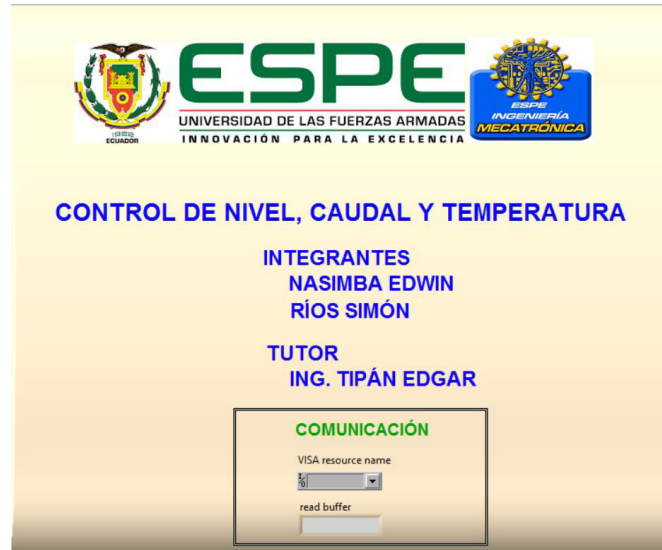 ESPE
UNIVERSIDAD DE LAS FUERZAS ARMADAS
INNOVACIÓN PARA LA EXCELENCIA
1922
ECUADOR
ESPE
INGENIERÍA
MECATRÓNICA
CONTROL DE NIVEL, CAUDAL Y TEMPERATURA
INTEGRANTES
NASIMBA EDWIN
RÍOS SIMÓN
TUTOR
ING. TIPÁN EDGAR
COMUNICACIÓN
VISA resource name
I/O
read buffer